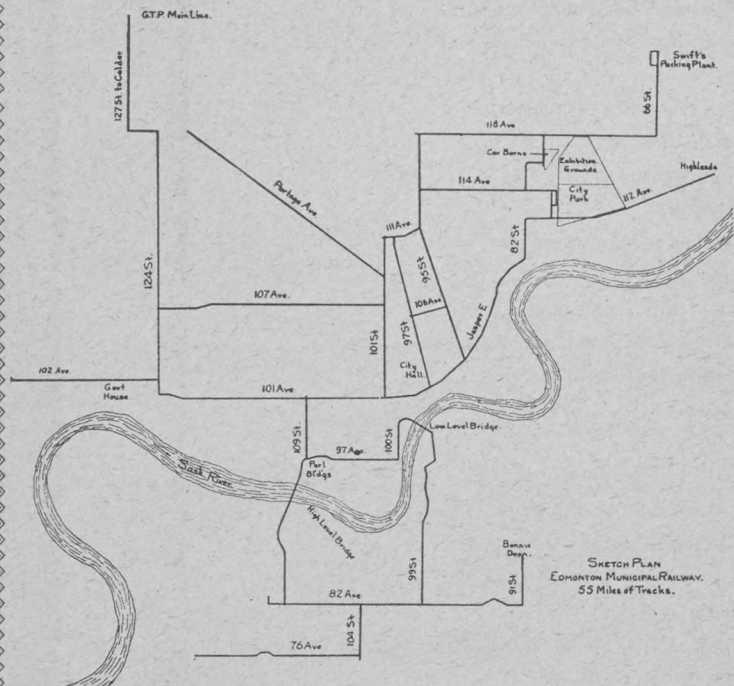 G.T.P. Main Line.
127 St to Calder
Swift's
Packing Plant.
66 St.
118 Ave
Car Barns
Exhibition
Grounds
Highlands
114 Ave
City
Park
112 Ave.
Portage Ave.
111 Ave.
82 St
95 St
124 St.
107 Ave.
106 Ave
101 St
97 St
Jasper E
City
Hall
102 Ave.
Govt
House
101 Ave
109 St.
100 St
Low Level Bridge.
97 Ave.
Parl
Bldgs
Sask River
High Level Bridge
Bonnie
Doon.
99 St
91 St
SKETCH PLAN
EDMONTON MUNICIPAL RAILWAY.
55 Miles of Tracks.
82 Ave
104 St
76 Ave